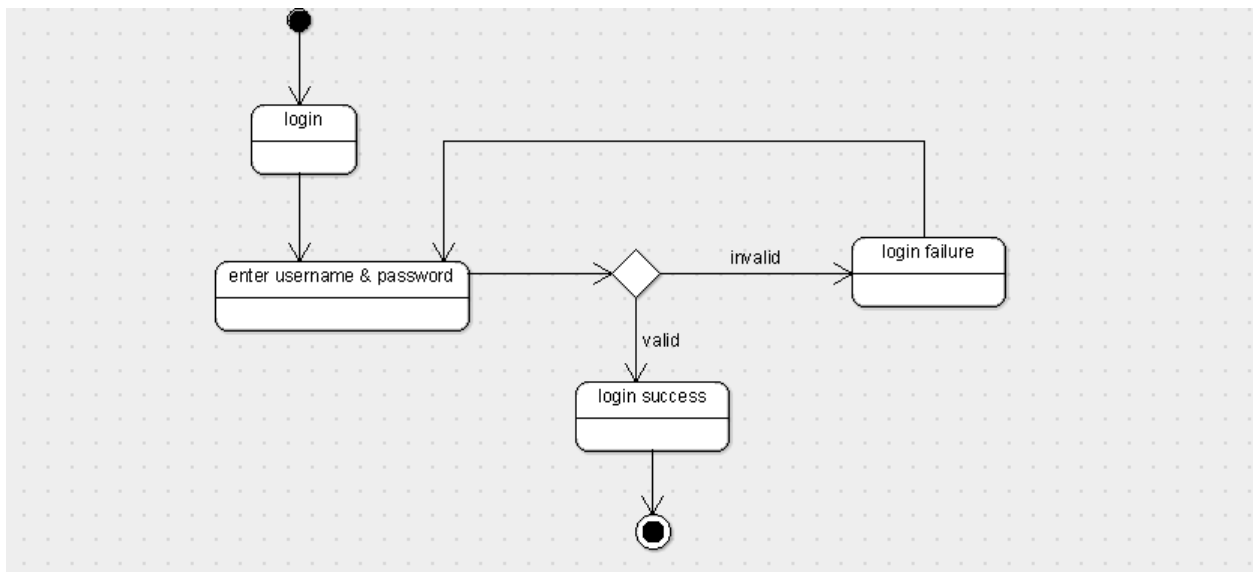 login
enter username & password
invalid
login failure
valid
login success